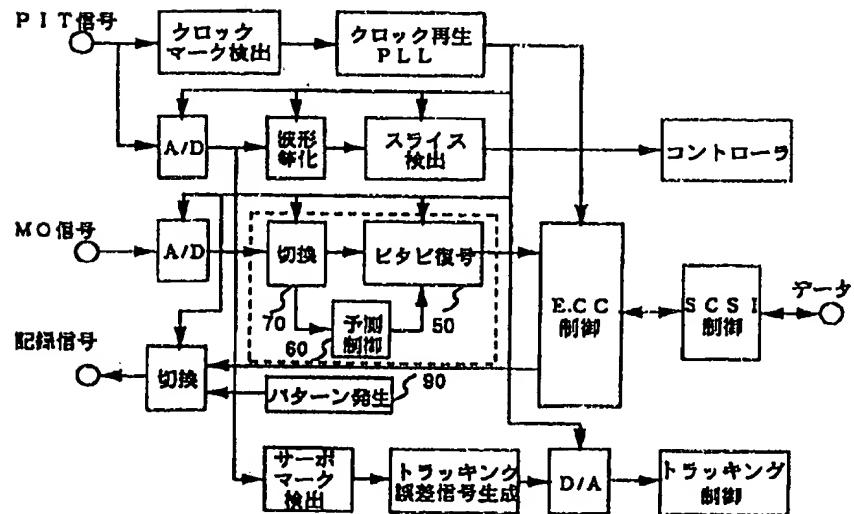 PIT信号
クロック
マーク検出
クロック再生
PLL
A/D
波形
等化
スライス
検出
コントローラ
MO信号
A/D
切換
ビタビ復号
70
60
予測
制御
50
E.CC
制御
SCSI
制御
データ
記録信号
切換
パターン発生
90
サーボ
マーク
検出
トラッキング
誤差信号生成
D/A
トラッキング
制御